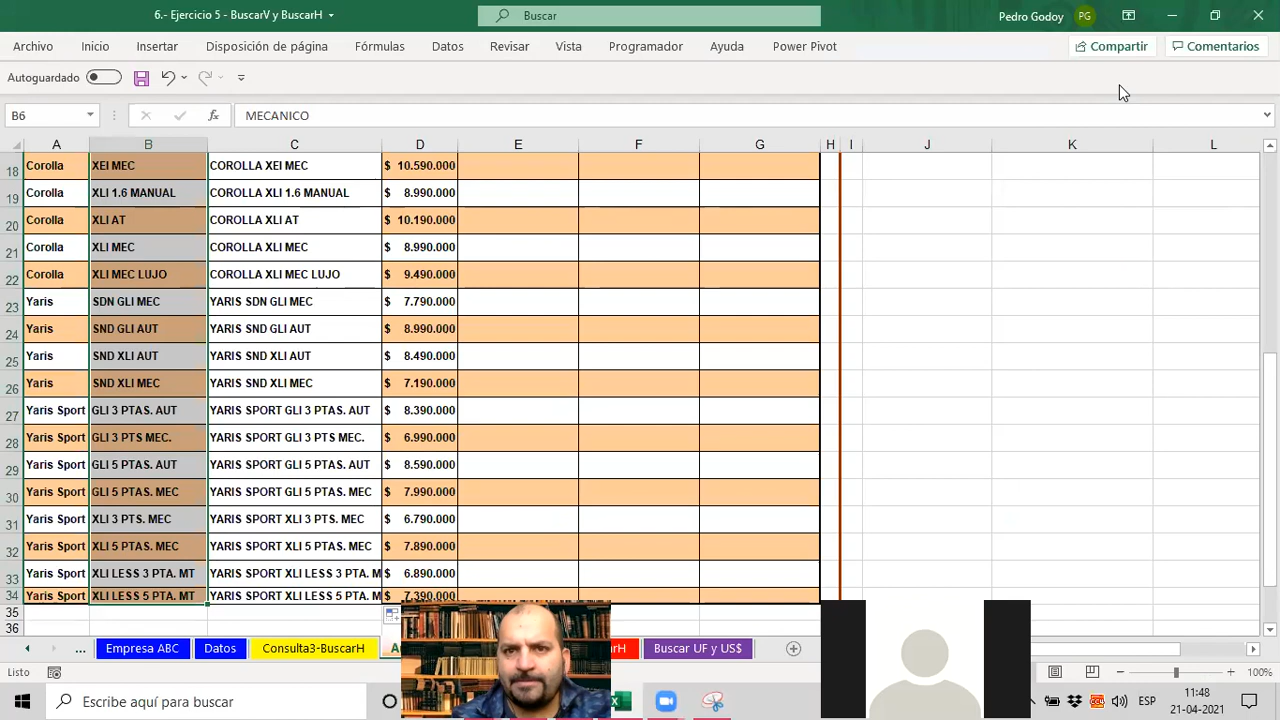 6.- Ejercicio 5 - BuscarV y BuscarH
Buscar
Pedro Godoy
PG
Archivo Inicio Insertar Disposición de página Fórmulas Datos Revisar Vista Programador Ayuda Power Pivot
Compartir Comentarios
Autoguardado
B6 fx MECANICO
A B C D E F G H I J K L
18 Corolla XEI MEC COROLLA XEI MEC $ 10.590.000
19 Corolla XLI 1.6 MANUAL COROLLA XLI 1.6 MANUAL $ 8.990.000
20 Corolla XLI AT COROLLA XLI AT $ 10.190.000
21 Corolla XLI MEC COROLLA XLI MEC $ 8.990.000
22 Corolla XLI MEC LUJO COROLLA XLI MEC LUJO $ 9.490.000
23 Yaris SDN GLI MEC YARIS SDN GLI MEC $ 7.790.000
24 Yaris SND GLI AUT YARIS SND GLI AUT $ 8.990.000
25 Yaris SND XLI AUT YARIS SND XLI AUT $ 8.490.000
26 Yaris SND XLI MEC YARIS SND XLI MEC $ 7.190.000
27 Yaris Sport GLI 3 PTAS. AUT YARIS SPORT GLI 3 PTAS. AUT $ 8.390.000
28 Yaris Sport GLI 3 PTS MEC. YARIS SPORT GLI 3 PTS MEC. $ 6.990.000
29 Yaris Sport GLI 5 PTAS. AUT YARIS SPORT GLI 5 PTAS. AUT $ 8.590.000
30 Yaris Sport GLI 5 PTAS. MEC YARIS SPORT GLI 5 PTAS. MEC $ 7.990.000
31 Yaris Sport XLI 3 PTS. MEC YARIS SPORT XLI 3 PTS. MEC $ 6.790.000
32 Yaris Sport XLI 5 PTAS. MEC YARIS SPORT XLI 5 PTAS. MEC $ 7.890.000
33 Yaris Sport XLI LESS 3 PTA. MT YARIS SPORT XLI LESS 3 PTA. M $ 6.890.000
34 Yaris Sport XLI LESS 5 PTA. MT YARIS SPORT XLI LESS 5 PTA. M $ 7.390.000
35
36
... Empresa ABC Datos Consulta3-BuscarH Buscar UF y US$
Listo 100%
Escribe aquí para buscar
ESP
11:48
21-04-2021